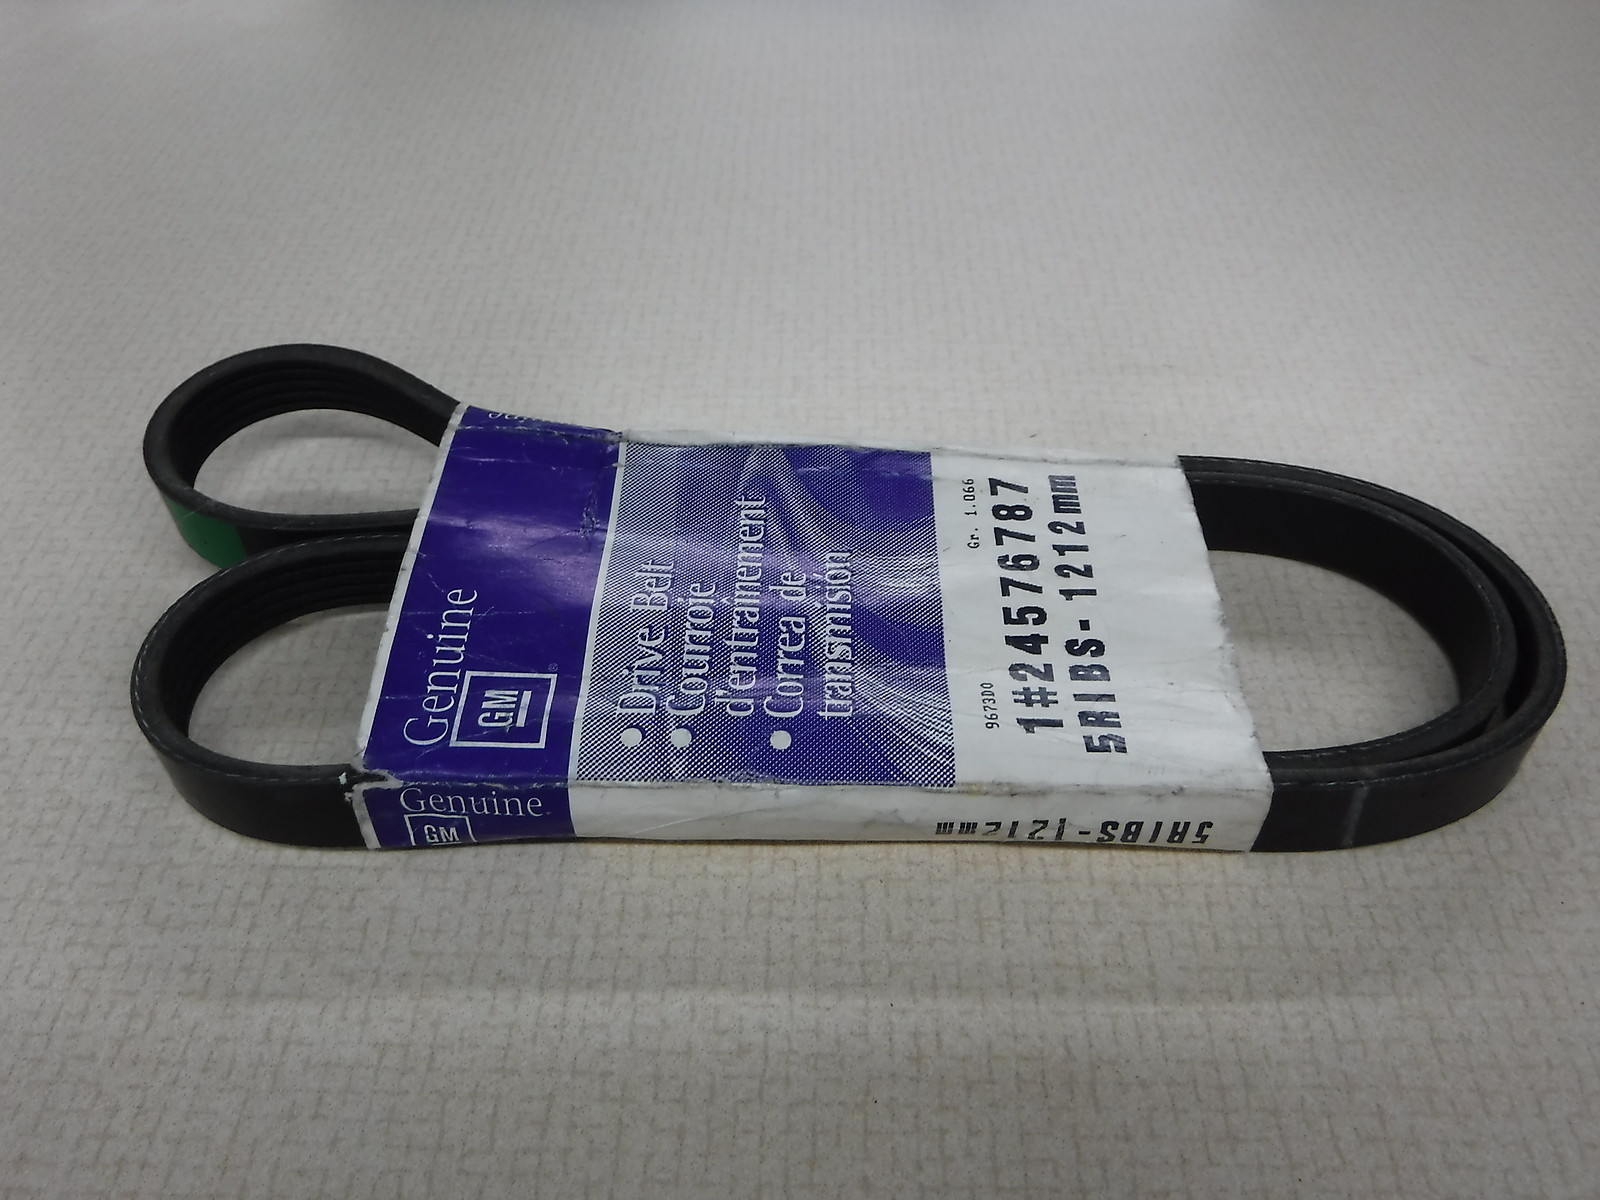 Genuine
GM
®
Drive Belt
Courroie
d'entraînement
Correa de
transmisión
Gr. 1.066
9673D0
1#24576787
5RIBS-1212mm
Genuine
GM
5RIBS-1212mm